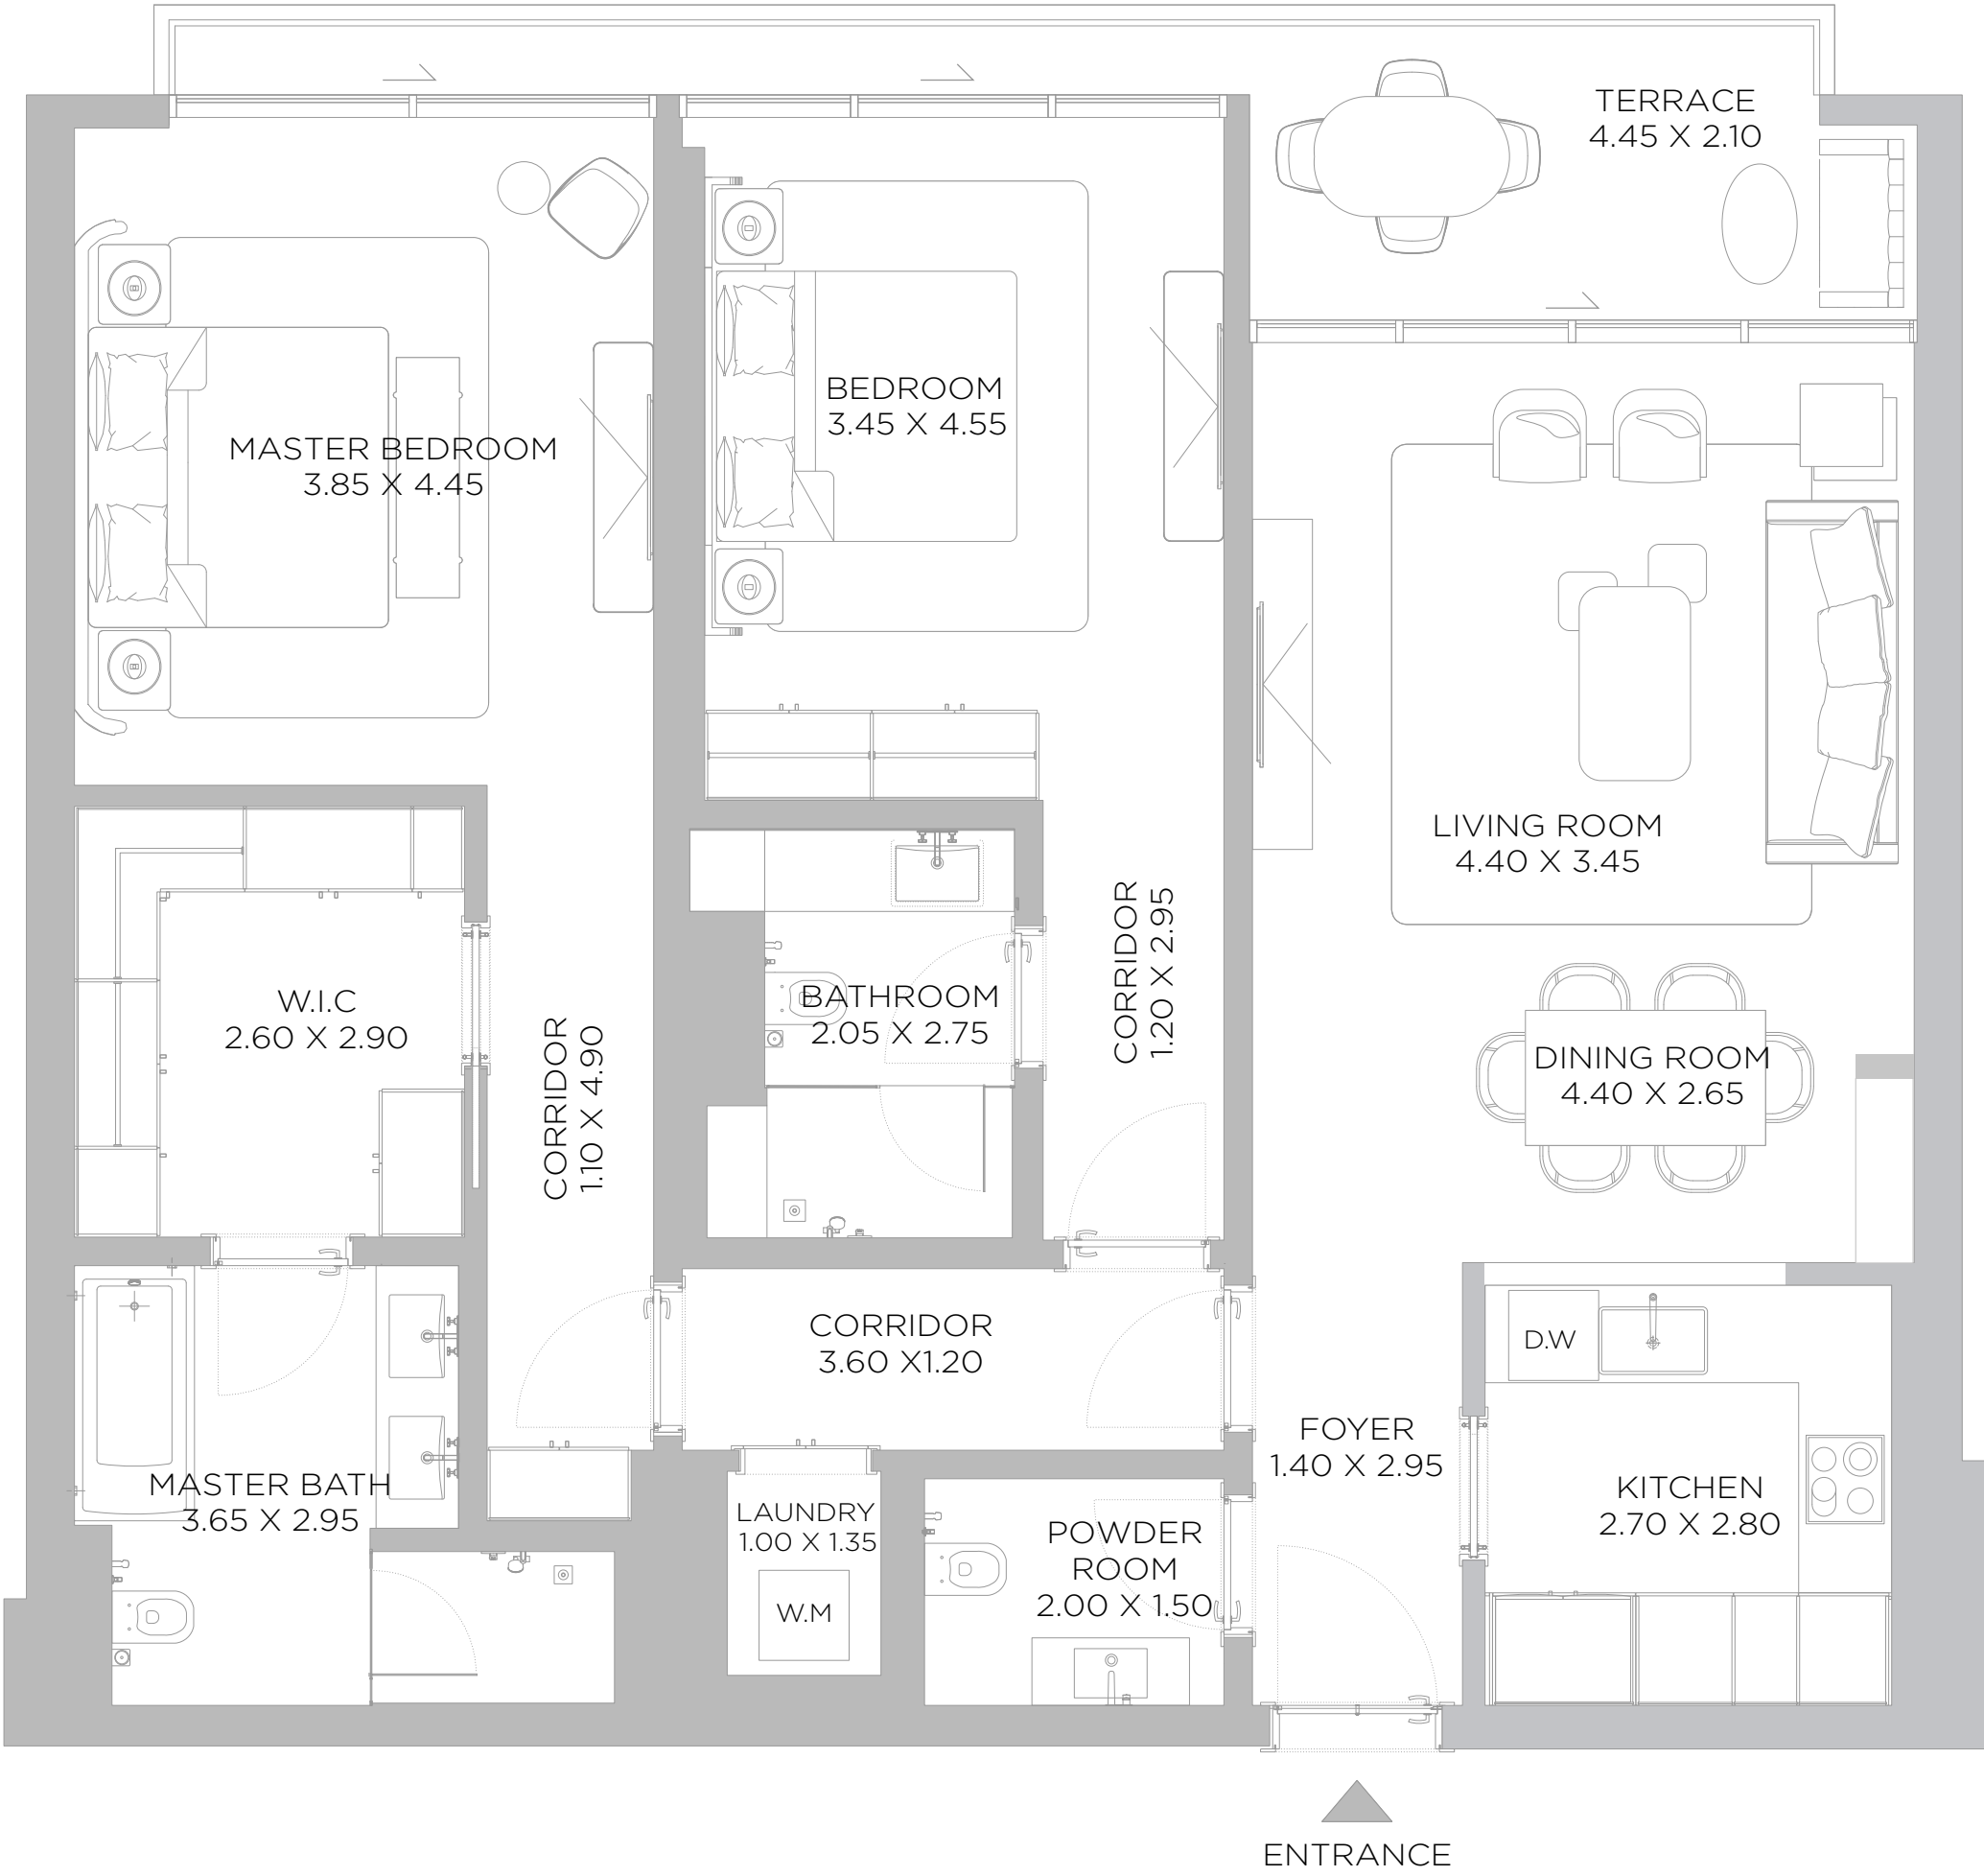 TERRACE
4.45 X 2.10
BEDROOM
3.45 X 4.55
MASTER BEDROOM
3.85 X 4.45
LIVING ROOM
4.40 X 3.45
CORRIDOR
1.20 X 2.95
W.I.C
2.60 X 2.90
BATHROOM
2.05 X 2.75
CORRIDOR
1.10 X 4.90
DINING ROOM
4.40 X 2.65
CORRIDOR
3.60 X1.20
D.W
FOYER
1.40 X 2.95
MASTER BATH
3.65 X 2.95
KITCHEN
2.70 X 2.80
LAUNDRY
1.00 X 1.35
POWDER
ROOM
2.00 X 1.50
W.M
ENTRANCE